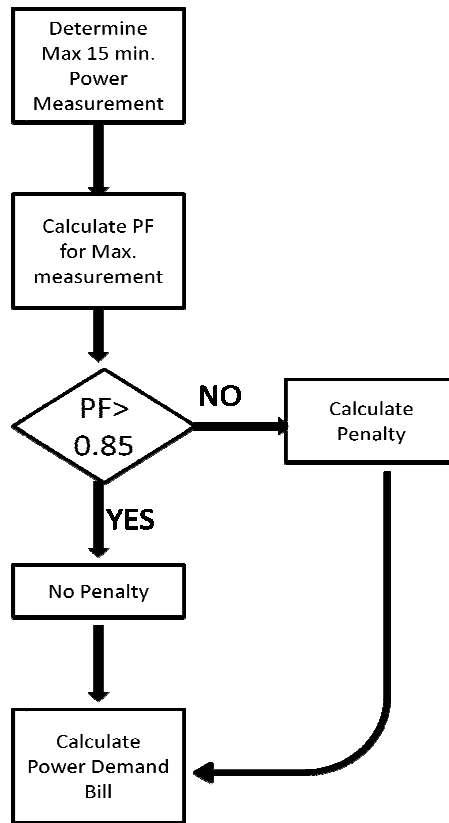 Determine
Max 15 min.
Power
Measurement
Calculate PF
for Max.
measurement
PF>
0.85
NO
Calculate
Penalty
YES
No Penalty
Calculate
Power Demand
Bill